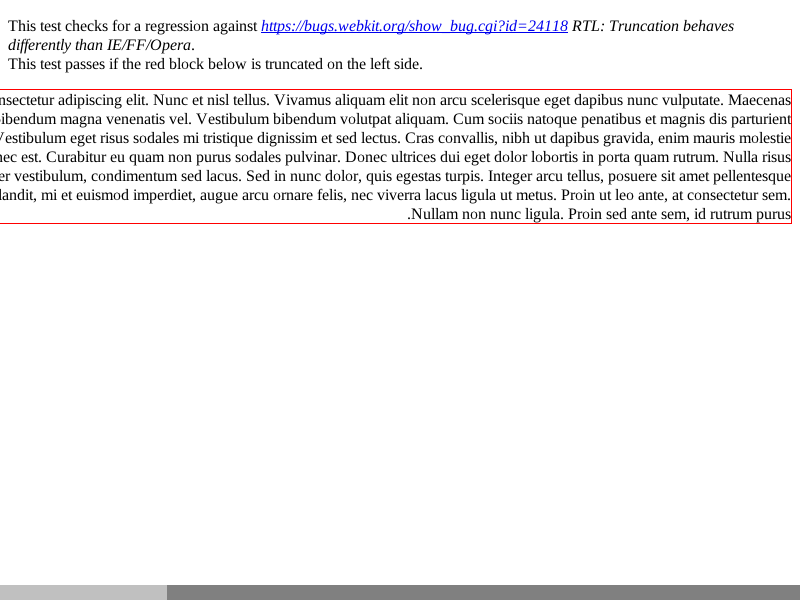 This test checks for a regression against https://bugs.webkit.org/show_bug.cgi?id=24118 RTL: Truncation behaves
differently than IE/FF/Opera.
This test passes if the red block below is truncated on the left side.
nsectetur adipiscing elit. Nunc et nisl tellus. Vivamus aliquam elit non arcu scelerisque eget dapibus nunc vulputate. Maecenas
bibendum magna venenatis vel. Vestibulum bibendum volutpat aliquam. Cum sociis natoque penatibus et magnis dis parturient
Vestibulum eget risus sodales mi tristique dignissim et sed lectus. Cras convallis, nibh ut dapibus gravida, enim mauris molestie
nec est. Curabitur eu quam non purus sodales pulvinar. Donec ultrices dui eget dolor lobortis in porta quam rutrum. Nulla risus
er vestibulum, condimentum sed lacus. Sed in nunc dolor, quis egestas turpis. Integer arcu tellus, posuere sit amet pellentesque
landit, mi et euismod imperdiet, augue arcu ornare felis, nec viverra lacus ligula ut metus. Proin ut leo ante, at consectetur sem.
.Nullam non nunc ligula. Proin sed ante sem, id rutrum purus